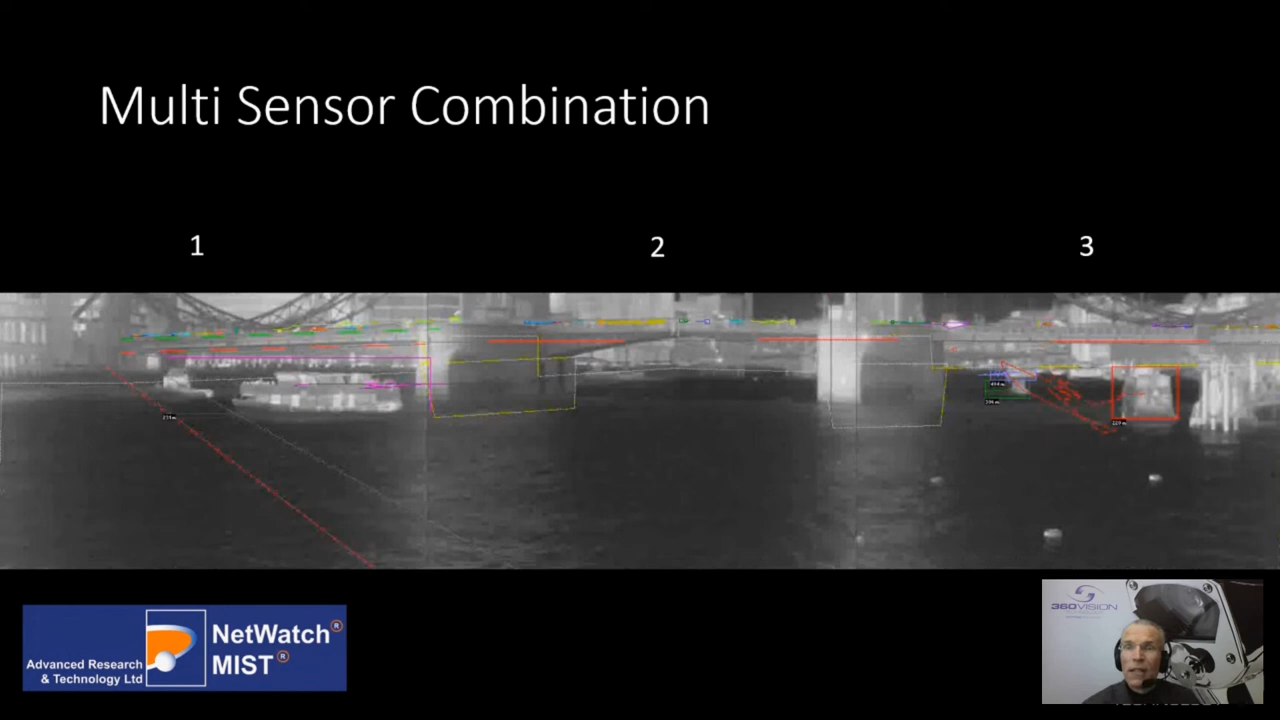 Multi Sensor Combination
1
2
3
NetWatch®
MIST®
Advanced Research
& Technology Ltd
360VISION